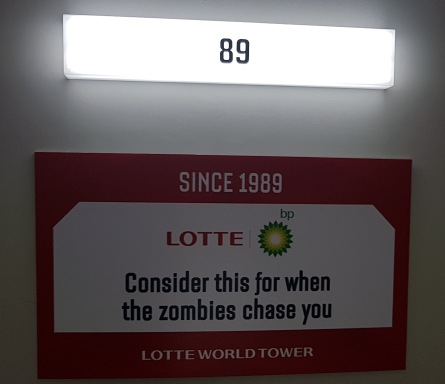 89
SINCE 1989
LOTTE bp
Consider this for when
the zombies chase you
LOTTE WORLD TOWER